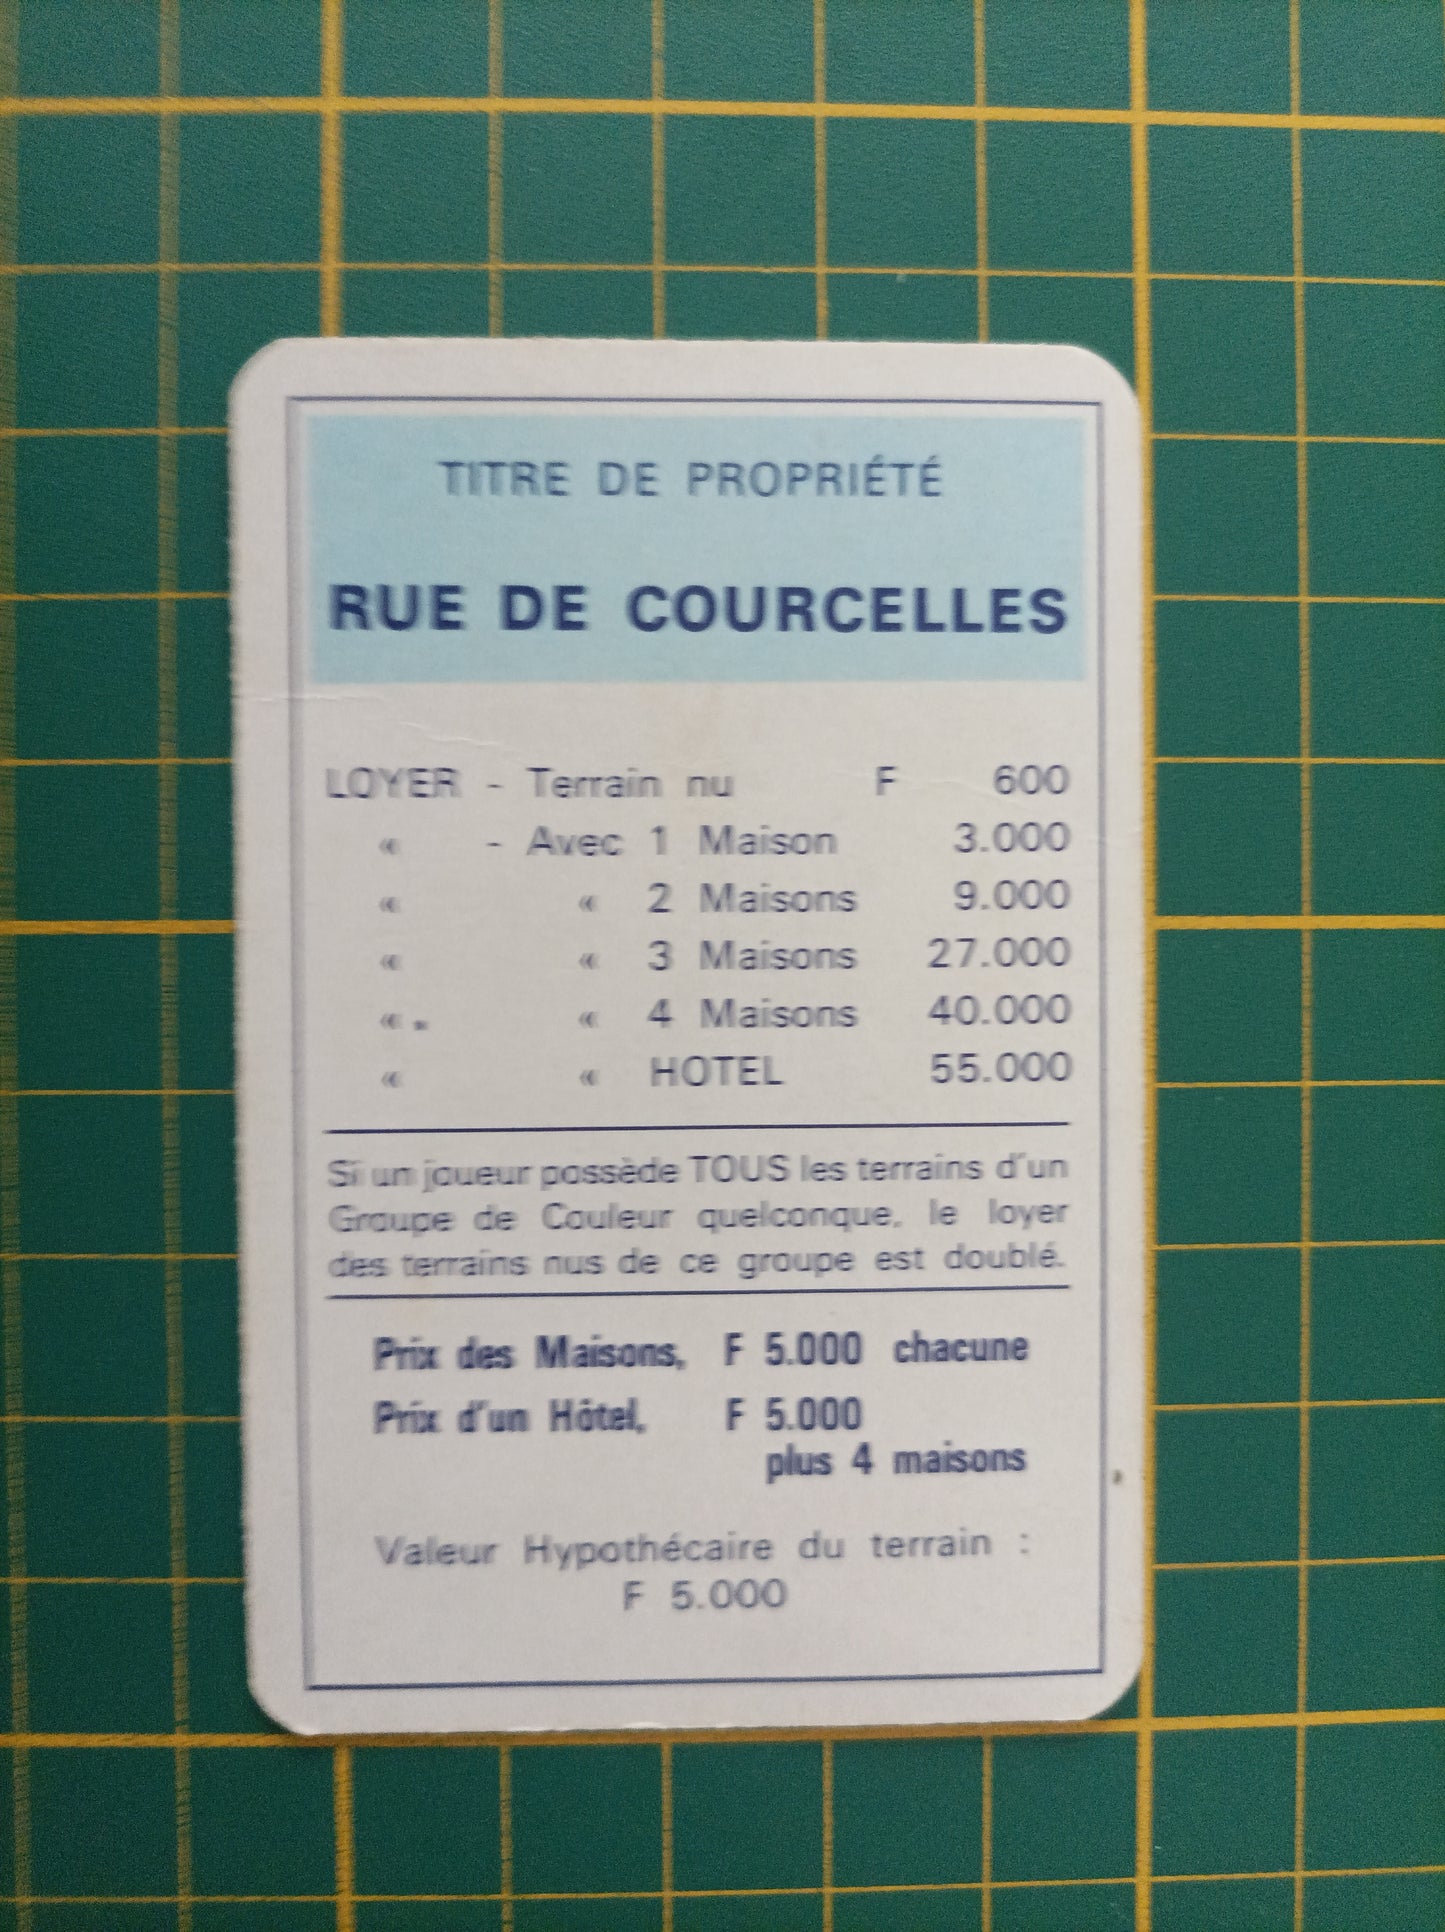 TITRE DE PROPRIÉTÉ
RUE DE COURCELLES
LOYER - Terrain nu F 600
« - Avec 1 Maison 3.000
« « 2 Maisons 9.000
« « 3 Maisons 27.000
« . « 4 Maisons 40.000
« « HOTEL 55.000
Si un joueur possède TOUS les terrains d'un
Groupe de Couleur quelconque, le loyer
des terrains nus de ce groupe est doublé.
Prix des Maisons, F 5.000 chacune
Prix d'un Hôtel, F 5.000
plus 4 maisons
Valeur Hypothécaire du terrain :
F 5.000